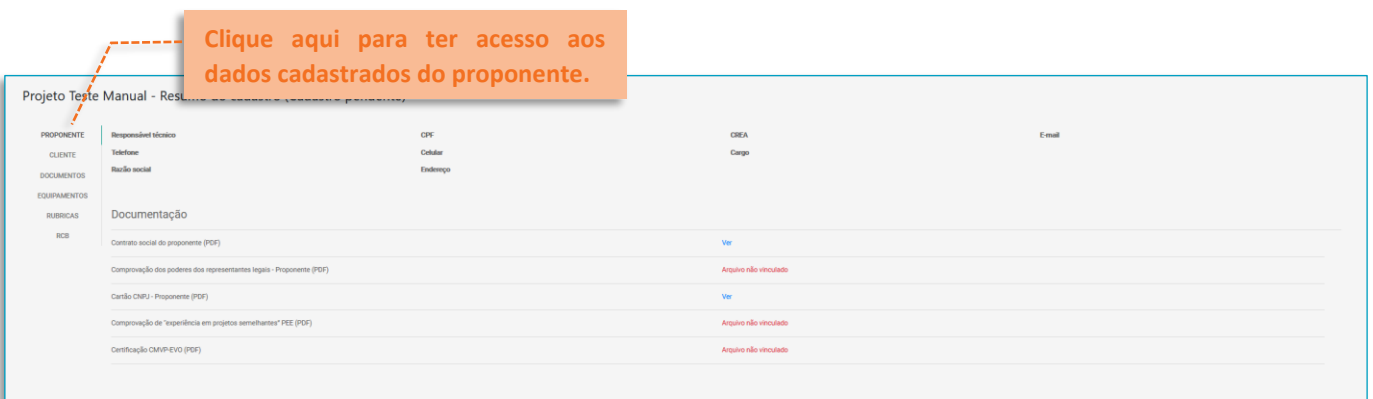 Clique aqui para ter acesso aos
dados cadastrados do proponente.
Projeto Teste Manual - Resumo do cadastro (Cadastro pendente)
PROPONENTE
CLIENTE
DOCUMENTOS
EQUIPAMENTOS
RUBRICAS
RCB
Responsável técnico CPF CREA E-mail
Telefone Celular Cargo
Razão social Endereço
Documentação
Contrato social do proponente (PDF) Ver
Comprovação dos poderes dos representantes legais - Proponente (PDF) Arquivo não vinculado
Cartão CNPJ - Proponente (PDF) Ver
Comprovação de "experiência em projetos semelhantes" PEE (PDF) Arquivo não vinculado
Certificação CMVP-EVO (PDF) Arquivo não vinculado